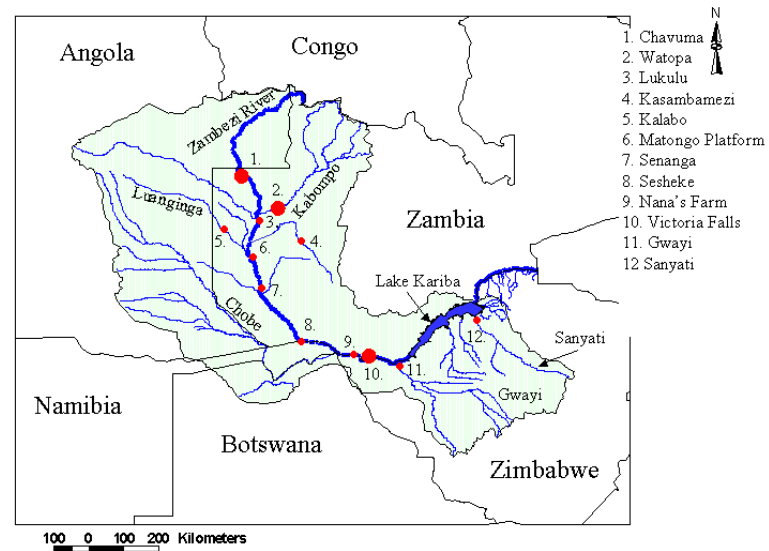 N
Angola
Congo
1. Chavuma
2. Watopa
3. Lukulu
4. Kasambamezi
5. Kalabo
6. Matongo Platform
7. Senanga
8. Sesheke
9. Nana's Farm
10. Victoria Falls
11. Gwayi
12 Sanyati
Zambezi River
1.
2.
Kabompo
Luanginga
3.
Zambia
5.
4.
6.
Lake Kariba
7.
Chobe
8.
12.
Sanyati
9.
10.
11.
Gwayi
Namibia
Botswana
Zimbabwe
100 0 100 200 Kilometers